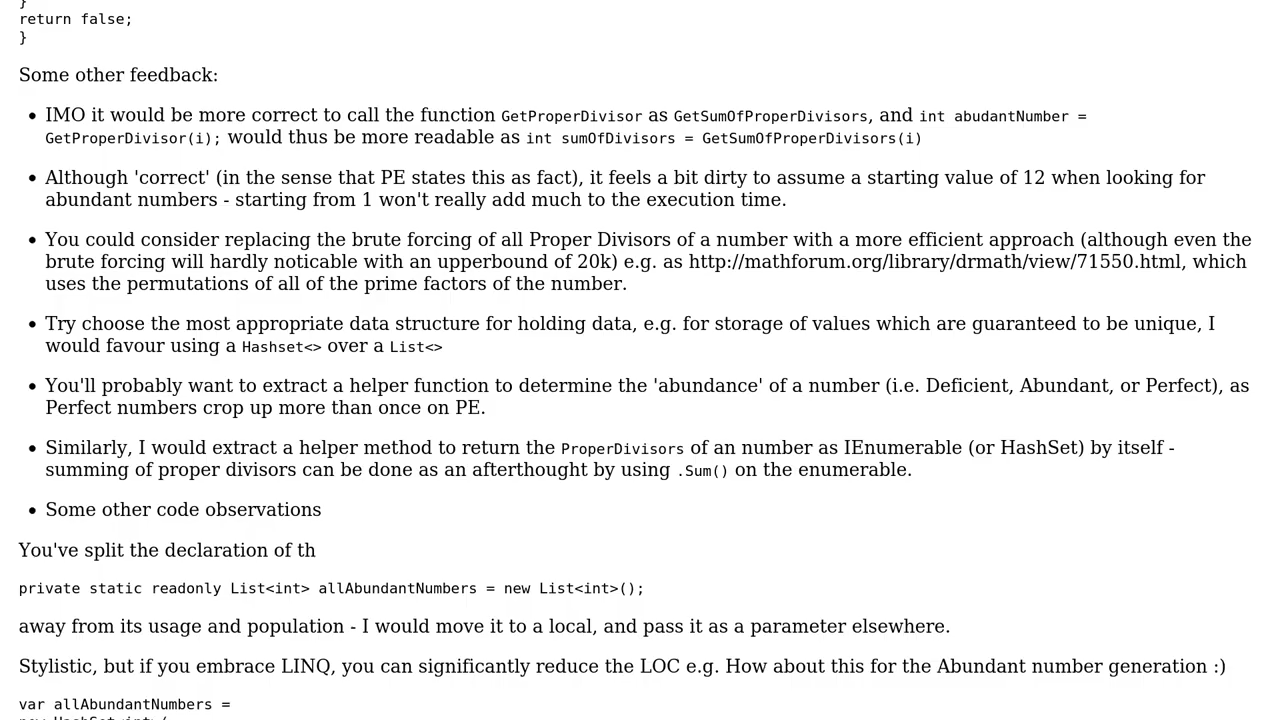 }
return false;
}
Some other feedback:
• IMO it would be more correct to call the function GetProperDivisor as GetSumOfProperDivisors, and int abudantNumber =
GetProperDivisor(i); would thus be more readable as int sumOfDivisors = GetSumOfProperDivisors(i)
• Although 'correct' (in the sense that PE states this as fact), it feels a bit dirty to assume a starting value of 12 when looking for
abundant numbers - starting from 1 won't really add much to the execution time.
• You could consider replacing the brute forcing of all Proper Divisors of a number with a more efficient approach (although even the
brute forcing will hardly noticable with an upperbound of 20k) e.g. as http://mathforum.org/library/drmath/view/71550.html, which
uses the permutations of all of the prime factors of the number.
• Try choose the most appropriate data structure for holding data, e.g. for storage of values which are guaranteed to be unique, I
would favour using a Hashset<> over a List<>
• You'll probably want to extract a helper function to determine the 'abundance' of a number (i.e. Deficient, Abundant, or Perfect), as
Perfect numbers crop up more than once on PE.
• Similarly, I would extract a helper method to return the ProperDivisors of an number as IEnumerable (or HashSet) by itself -
summing of proper divisors can be done as an afterthought by using .Sum() on the enumerable.
• Some other code observations
You've split the declaration of th
private static readonly List<int> allAbundantNumbers = new List<int>();
away from its usage and population - I would move it to a local, and pass it as a parameter elsewhere.
Stylistic, but if you embrace LINQ, you can significantly reduce the LOC e.g. How about this for the Abundant number generation :)
var allAbundantNumbers =
new HashSet<int>(